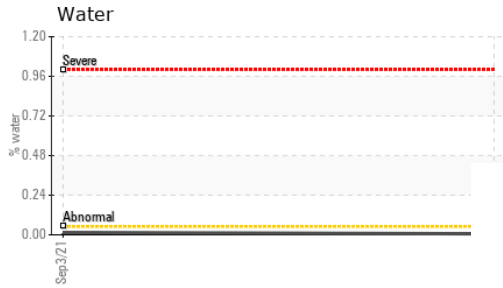 Water
1.20
Severe
0.96
0.72
% water
0.48
0.24
Abnormal
0.00
Sep3/21